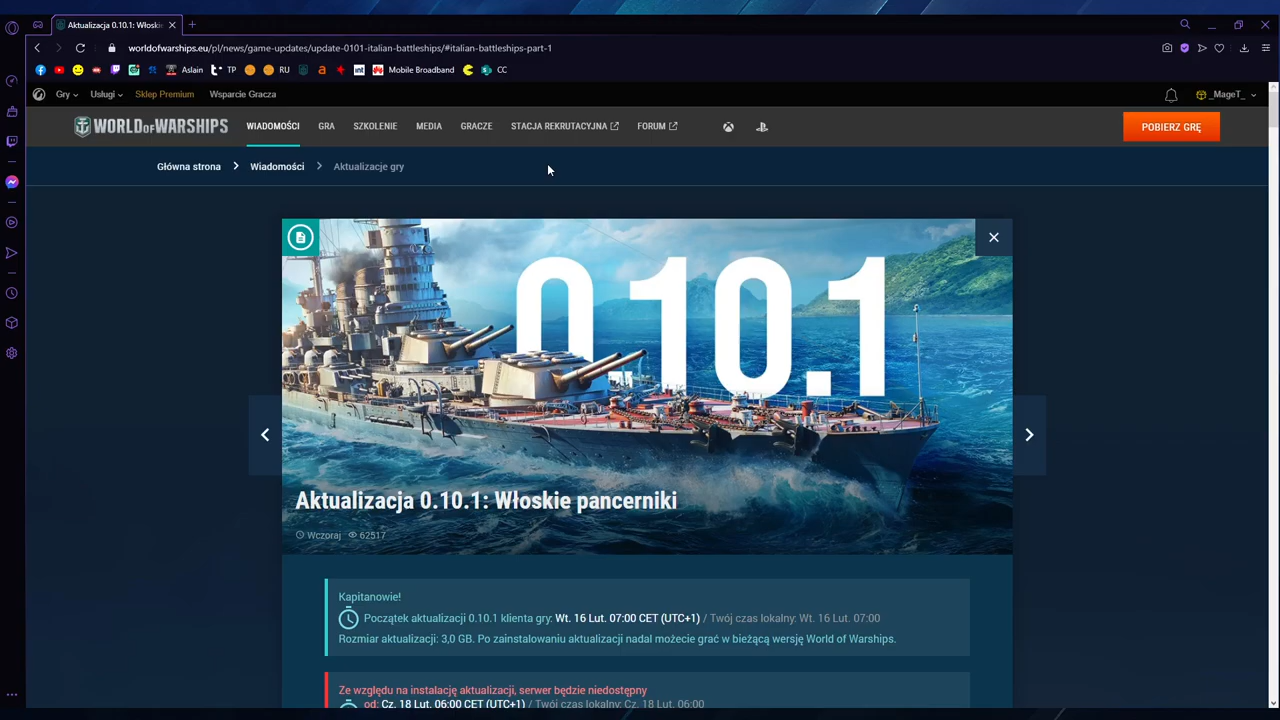 Aktualizacja 0.10.1: Włoski
worldofwarships.eu/pl/news/game-updates/update-0101-italian-battleships/#italian-battleships-part-1
Aslain TP RU int Mobile Broadband CC
Gry Usługi Sklep Premium Wsparcie Gracza _MageT_
WORLD OF WARSHIPS WIADOMOŚCI GRA SZKOLENIE MEDIA GRACZE STACJA REKRUTACYJNA FORUM POBIERZ GRĘ
Główna strona Wiadomości Aktualizacje gry
0.10.1
Aktualizacja 0.10.1: Włoskie pancerniki
Wczoraj 62517
Kapitanowie!
Początek aktualizacji 0.10.1 klienta gry: Wt. 16 Lut. 07:00 CET (UTC+1) / Twój czas lokalny: Wt. 16 Lut. 07:00
Rozmiar aktualizacji: 3,0 GB. Po zainstalowaniu aktualizacji nadal możecie grać w bieżącą wersję World of Warships.
Ze względu na instalację aktualizacji, serwer będzie niedostępny
od: Cz. 18 Lut. 06:00 CET (UTC+1) / Twój czas lokalny: Cz. 18 Lut. 06:00